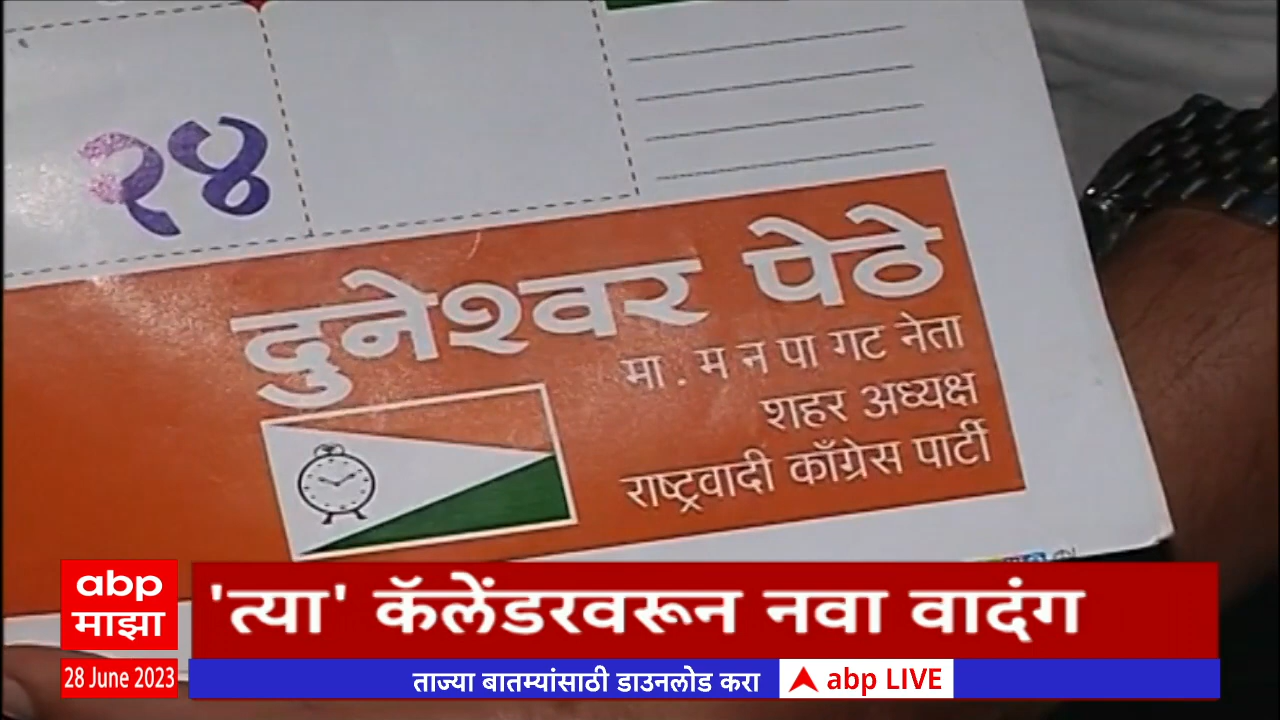 २४
दुनेश्वर पेठे
मा . म न पा गट नेता
शहर अध्यक्ष
राष्ट्रवादी काँग्रेस पार्टी
abp
माझा
'त्या' कॅलेंडरवरून नवा वादंग
28 June 2023
ताज्या बातम्यांसाठी डाउनलोड करा
abp LIVE